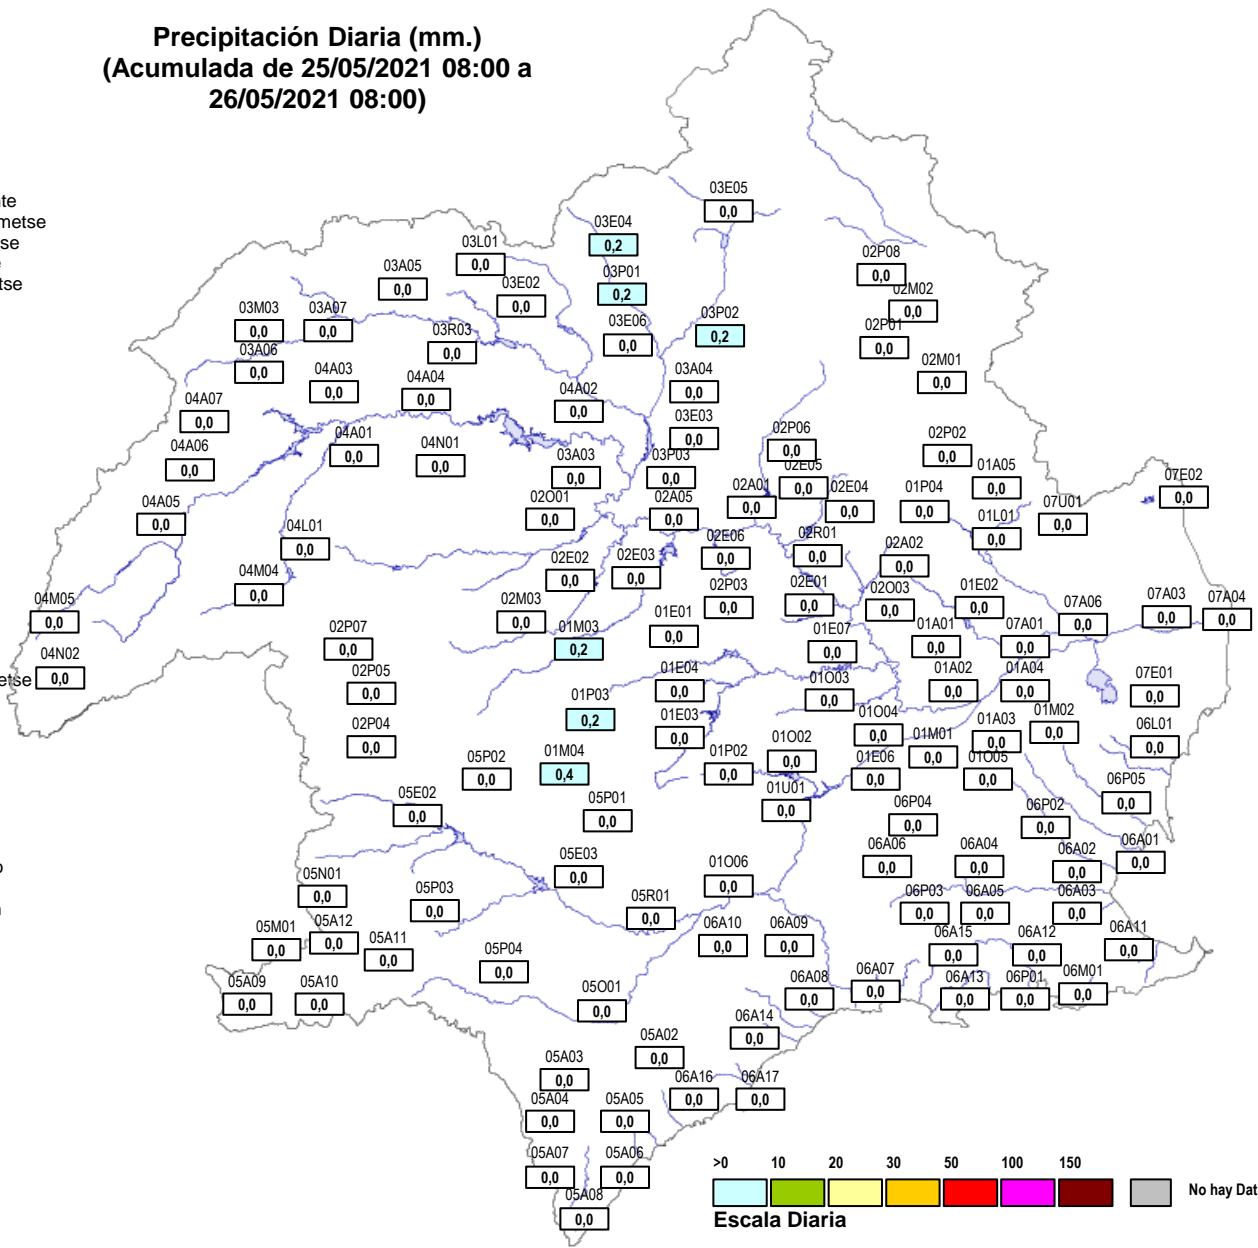 Precipitación Diaria (mm.)
(Acumulada de 25/05/2021 08:00 a
26/05/2021 08:00)
03E05
0,0
03E04
0,2
03L01
0,0
03A05
0,0
03P01
0,2
03E02
0,0
02P08
0,0
02M02
0,0
03M03
0,0
03A07
0,0
03R03
0,0
03E06
0,0
03P02
0,2
02P01
0,0
03A06
0,0
04A03
0,0
04A04
0,0
04A02
0,0
03A04
0,0
02M01
0,0
04A07
0,0
03E03
0,0
04A06
0,0
04A01
0,0
04N01
0,0
03A03
0,0
03P03
0,0
02P06
0,0
02P02
0,0
02E05
0,0
01A05
0,0
07E02
0,0
04A05
0,0
02O01
0,0
02A05
0,0
02A01
0,0
02E04
0,0
01P04
0,0
07U01
0,0
04L01
0,0
01L01
0,0
02E06
0,0
02R01
0,0
02A02
0,0
04M04
0,0
02E02
0,0
02E03
0,0
02P03
0,0
02E01
0,0
02O03
0,0
01E02
0,0
04M05
0,0
02M03
0,0
01E01
0,0
07A06
0,0
07A03
0,0
07A04
0,0
02P07
0,0
01M03
0,2
01E07
0,0
01A01
0,0
07A01
0,0
04N02
0,0
02P05
0,0
01E04
0,0
01O03
0,0
01A02
0,0
01A04
0,0
07E01
0,0
01P03
0,2
02P04
0,0
01E03
0,0
01O04
0,0
01A03
0,0
01M02
0,0
06L01
0,0
05P02
0,0
01M04
0,4
01P02
0,0
01O02
0,0
01M01
0,0
01E06
0,0
01O05
0,0
05E02
0,0
05P01
0,0
01U01
0,0
06P04
0,0
06P02
0,0
06P05
0,0
05E03
0,0
01O06
0,0
06A06
0,0
06A04
0,0
06A02
0,0
06A01
0,0
05N01
0,0
05P03
0,0
05R01
0,0
06P03
0,0
06A05
0,0
06A03
0,0
05M01
0,0
05A12
0,0
05A11
0,0
05P04
0,0
06A10
0,0
06A09
0,0
06A15
0,0
06A12
0,0
06A11
0,0
05A09
0,0
05A10
0,0
05O01
0,0
06A08
0,0
06A07
0,0
06A13
0,0
06P01
0,0
06M01
0,0
05A02
0,0
06A14
0,0
05A03
0,0
06A16
0,0
06A17
0,0
05A04
0,0
05A05
0,0
05A07
0,0
05A06
0,0
05A08
0,0
>0 10 20 30 50 100 150
No hay Dat
Escala Diaria